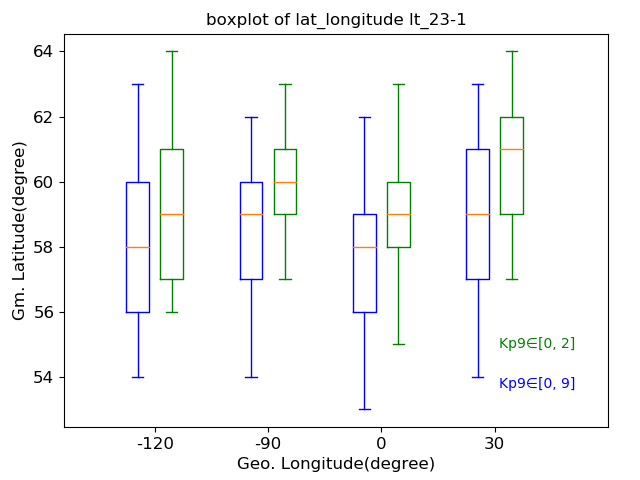 boxplot of lat_longitude lt_23-1
Gm. Latitude(degree)
64
62
60
58
56
54
Kp9∈[0, 2]
Kp9∈[0, 9]
-120
-90
0
30
Geo. Longitude(degree)